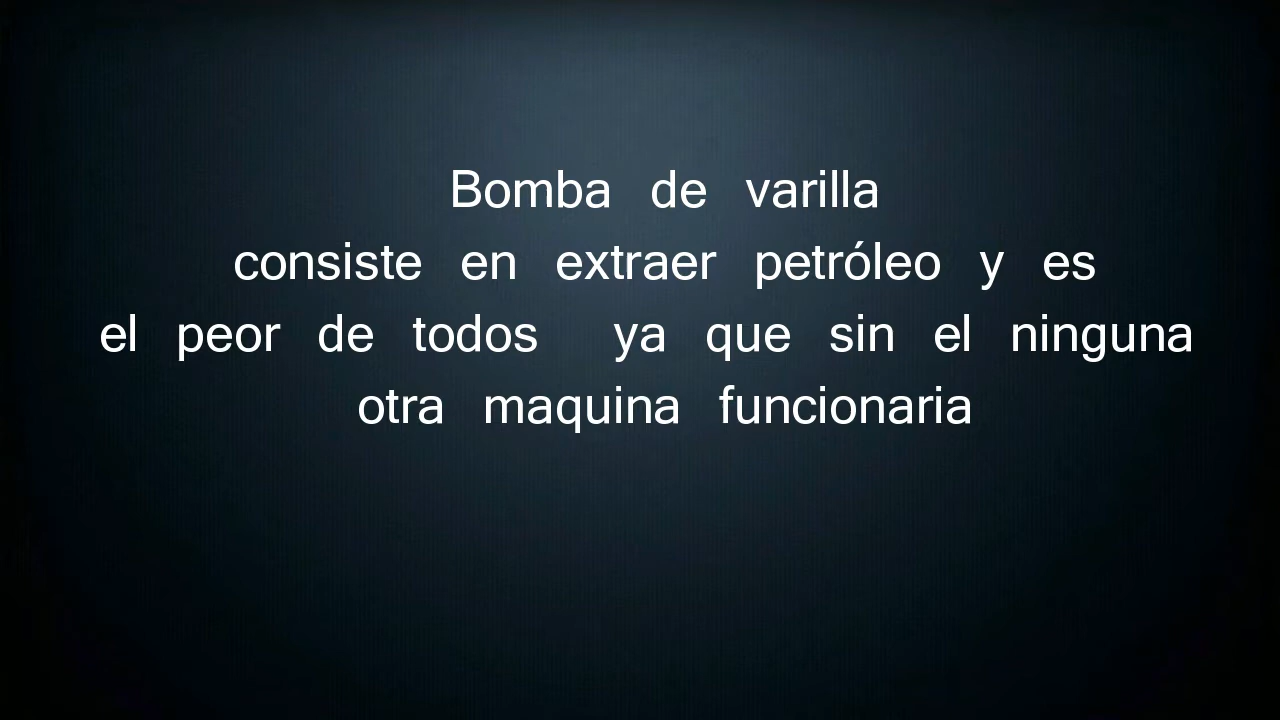 Bomba de varilla
consiste en extraer petróleo y es
el peor de todos ya que sin el ninguna
otra maquina funcionaria